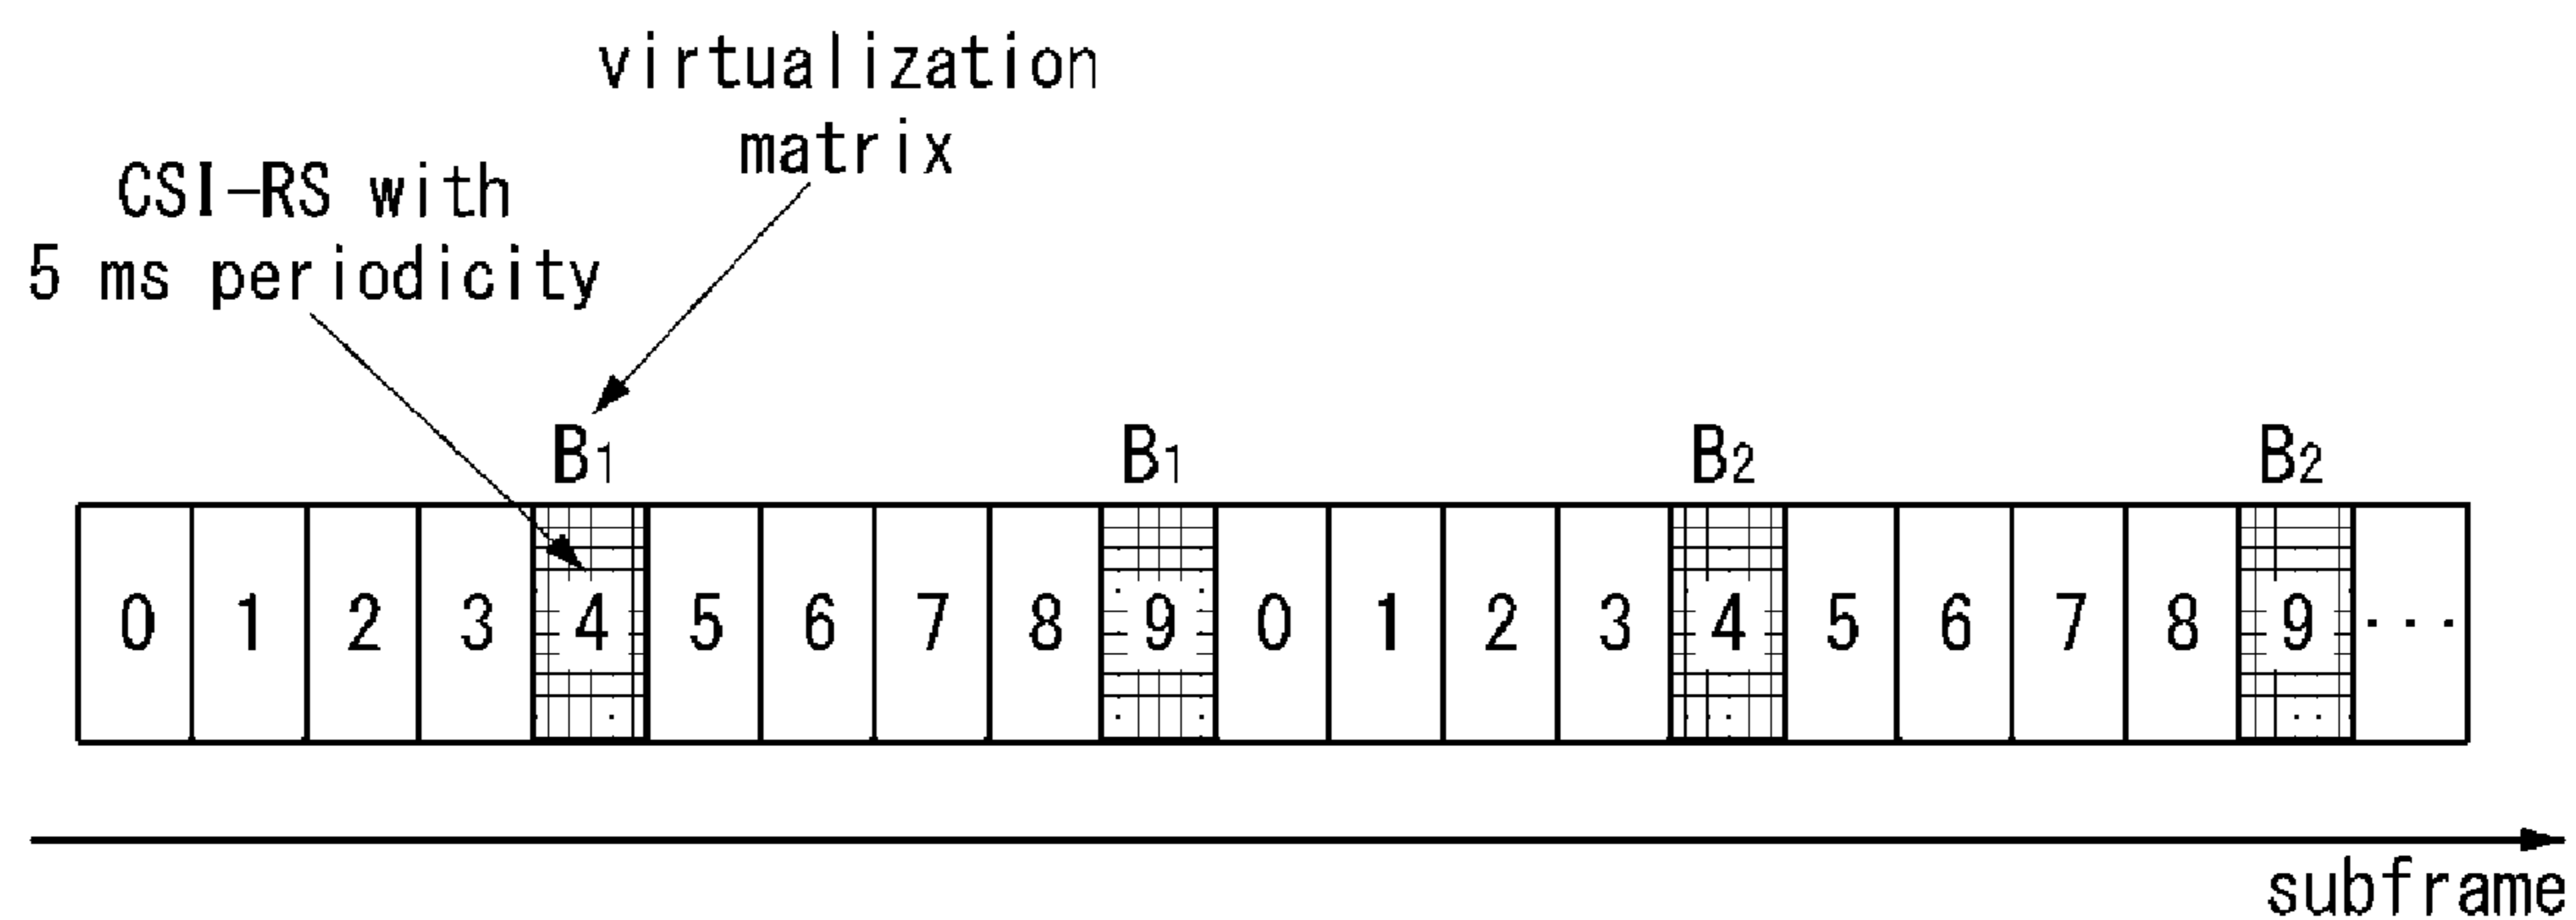 virtualization
matrix
CSI-RS with
5 ms periodicity
B1 B1 B2 B2
0 1 2 3 4 5 6 7 8 9 0 1 2 3 4 5 6 7 8 9 ···
subframe